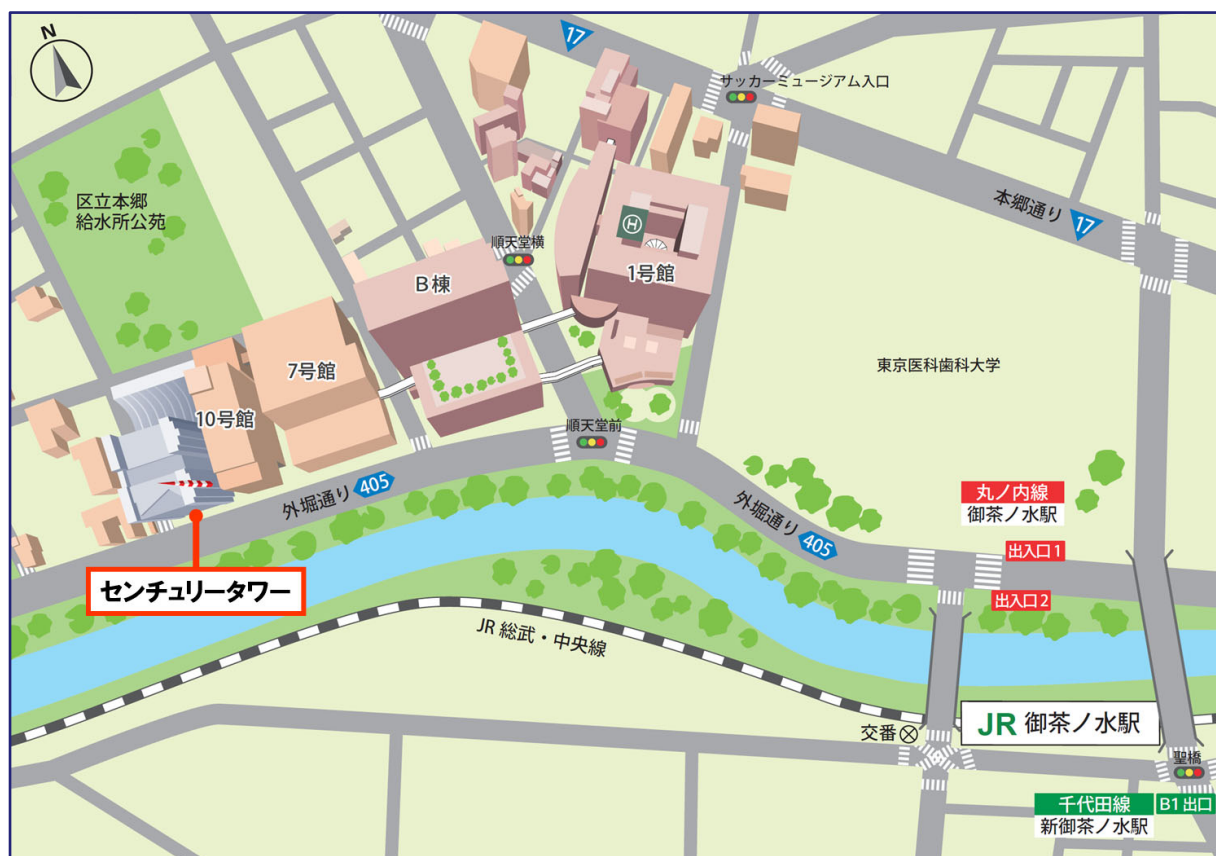 N
17
サッカーミュージアム入口
区立本郷
給水所公苑
本郷通り 17
順天堂横
H
B棟
1号館
7号館
東京医科歯科大学
10号館
順天堂前
外堀通り 405
丸ノ内線
御茶ノ水駅
外堀通り 405
出入口1
センチュリータワー
出入口2
JR 総武・中央線
JR 御茶ノ水駅
交番
聖橋
千代田線 B1 出口
新御茶ノ水駅